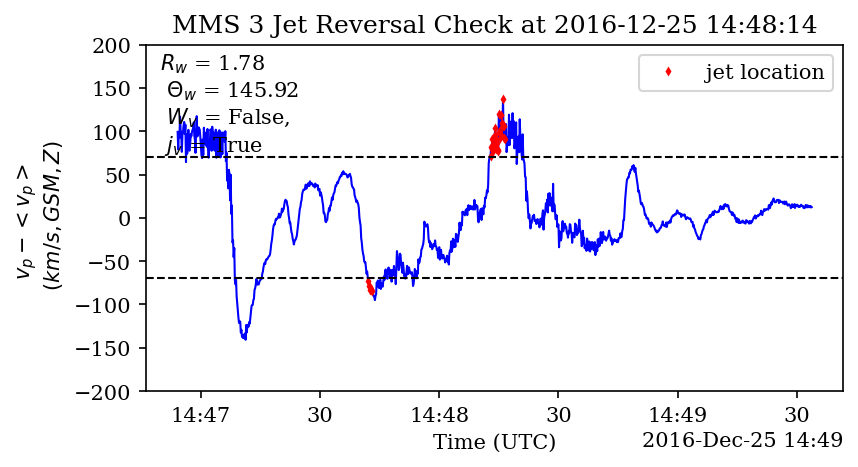 MMS 3 Jet Reversal Check at 2016-12-25 14:48:14
R_w = 1.78
Θ_w = 145.92
W_v = False,
j_v = True
jet location
200
150
100
50
0
−50
−100
−150
−200
v_p − < v_p >
(km/s, GSM, Z)
14:47 30 14:48 30 14:49 30
Time (UTC)
2016-Dec-25 14:49